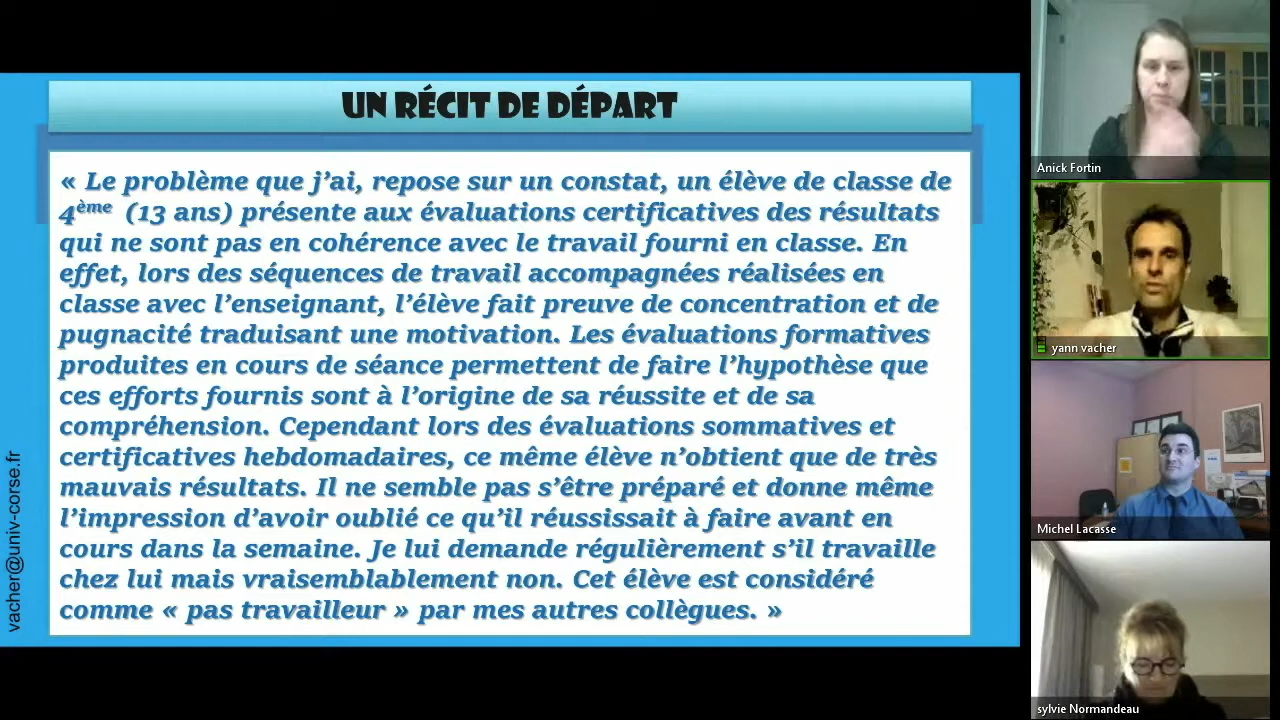 UN RÉCIT DE DÉPART
« Le problème que j’ai, repose sur un constat, un élève de classe de
4ème (13 ans) présente aux évaluations certificatives des résultats
qui ne sont pas en cohérence avec le travail fourni en classe. En
effet, lors des séquences de travail accompagnées réalisées en
classe avec l’enseignant, l’élève fait preuve de concentration et de
pugnacité traduisant une motivation. Les évaluations formatives
produites en cours de séance permettent de faire l’hypothèse que
ces efforts fournis sont à l’origine de sa réussite et de sa
compréhension. Cependant lors des évaluations sommatives et
certificatives hebdomadaires, ce même élève n’obtient que de très
mauvais résultats. Il ne semble pas s’être préparé et donne même
l’impression d’avoir oublié ce qu’il réussissait à faire avant en
cours dans la semaine. Je lui demande régulièrement s’il travaille
chez lui mais vraisemblablement non. Cet élève est considéré
comme « pas travailleur » par mes autres collègues. »
vacher@univ-corse.fr
Anick Fortin
yann vacher
Michel Lacasse
sylvie Normandeau